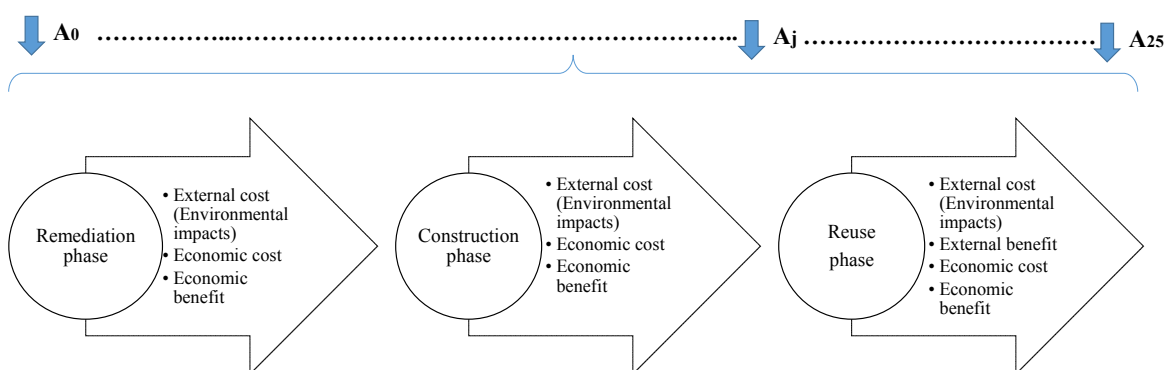 A0 ……………...…………………………………………………………….. Aj …………………………… A25
Remediation
phase
• External cost
(Environmental
impacts)
• Economic cost
• Economic
benefit
Construction
phase
• External cost
(Environmental
impacts)
• Economic cost
• Economic
benefit
Reuse
phase
• External cost
(Environmental
impacts)
• External benefit
• Economic cost
• Economic
benefit